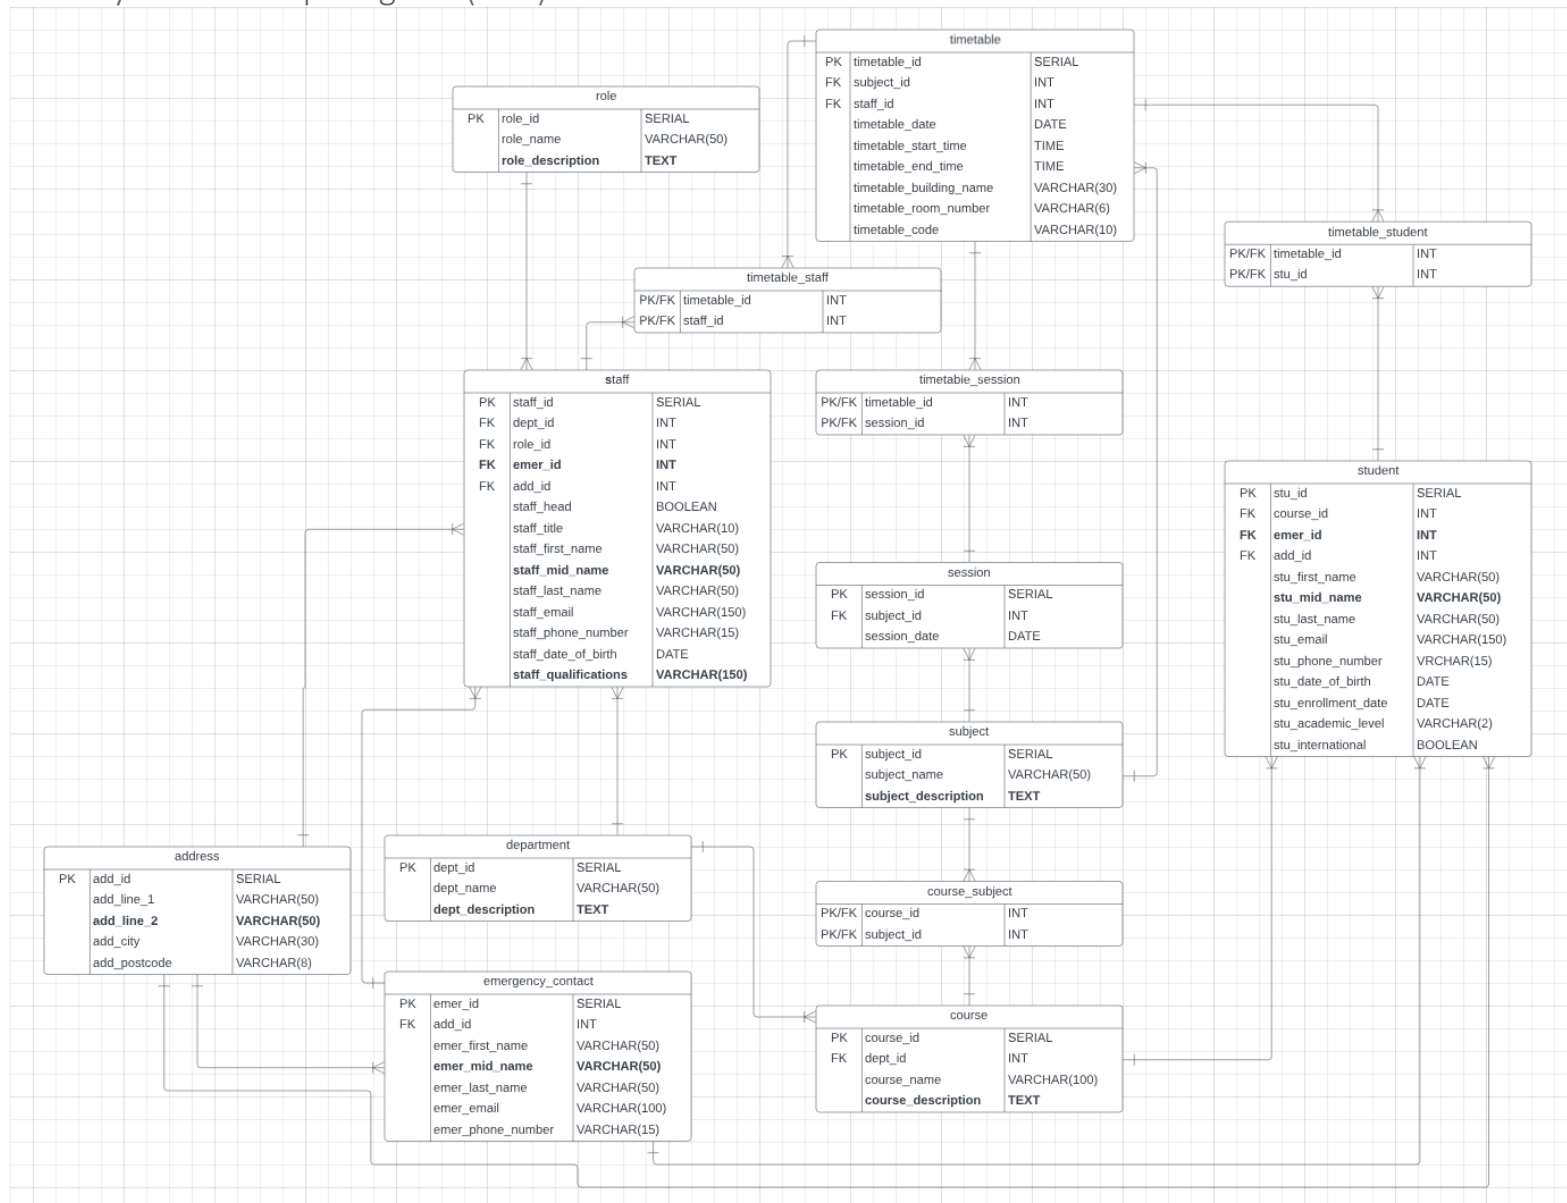 timetable
PK timetable_id SERIAL
FK subject_id INT
FK staff_id INT
timetable_date DATE
timetable_start_time TIME
timetable_end_time TIME
timetable_building_name VARCHAR(30)
timetable_room_number VARCHAR(6)
timetable_code VARCHAR(10)
role
PK role_id SERIAL
role_name VARCHAR(50)
role_description TEXT
timetable_student
PK/FK timetable_id INT
PK/FK stu_id INT
timetable_staff
PK/FK timetable_id INT
PK/FK staff_id INT
staff
PK staff_id SERIAL
FK dept_id INT
FK role_id INT
FK emer_id INT
FK add_id INT
staff_head BOOLEAN
staff_title VARCHAR(10)
staff_first_name VARCHAR(50)
staff_mid_name VARCHAR(50)
staff_last_name VARCHAR(50)
staff_email VARCHAR(150)
staff_phone_number VARCHAR(15)
staff_date_of_birth DATE
staff_qualifications VARCHAR(150)
timetable_session
PK/FK timetable_id INT
PK/FK session_id INT
student
PK stu_id SERIAL
FK course_id INT
FK emer_id INT
FK add_id INT
stu_first_name VARCHAR(50)
stu_mid_name VARCHAR(50)
stu_last_name VARCHAR(50)
stu_email VARCHAR(150)
stu_phone_number VRCHAR(15)
stu_date_of_birth DATE
stu_enrollment_date DATE
stu_academic_level VARCHAR(2)
stu_international BOOLEAN
session
PK session_id SERIAL
FK subject_id INT
session_date DATE
subject
PK subject_id SERIAL
subject_name VARCHAR(50)
subject_description TEXT
address
PK add_id SERIAL
add_line_1 VARCHAR(50)
add_line_2 VARCHAR(50)
add_city VARCHAR(30)
add_postcode VARCHAR(8)
department
PK dept_id SERIAL
dept_name VARCHAR(50)
dept_description TEXT
course_subject
PK/FK course_id INT
PK/FK subject_id INT
emergency_contact
PK emer_id SERIAL
FK add_id INT
emer_first_name VARCHAR(50)
emer_mid_name VARCHAR(50)
emer_last_name VARCHAR(50)
emer_email VARCHAR(100)
emer_phone_number VARCHAR(15)
course
PK course_id SERIAL
FK dept_id INT
course_name VARCHAR(100)
course_description TEXT